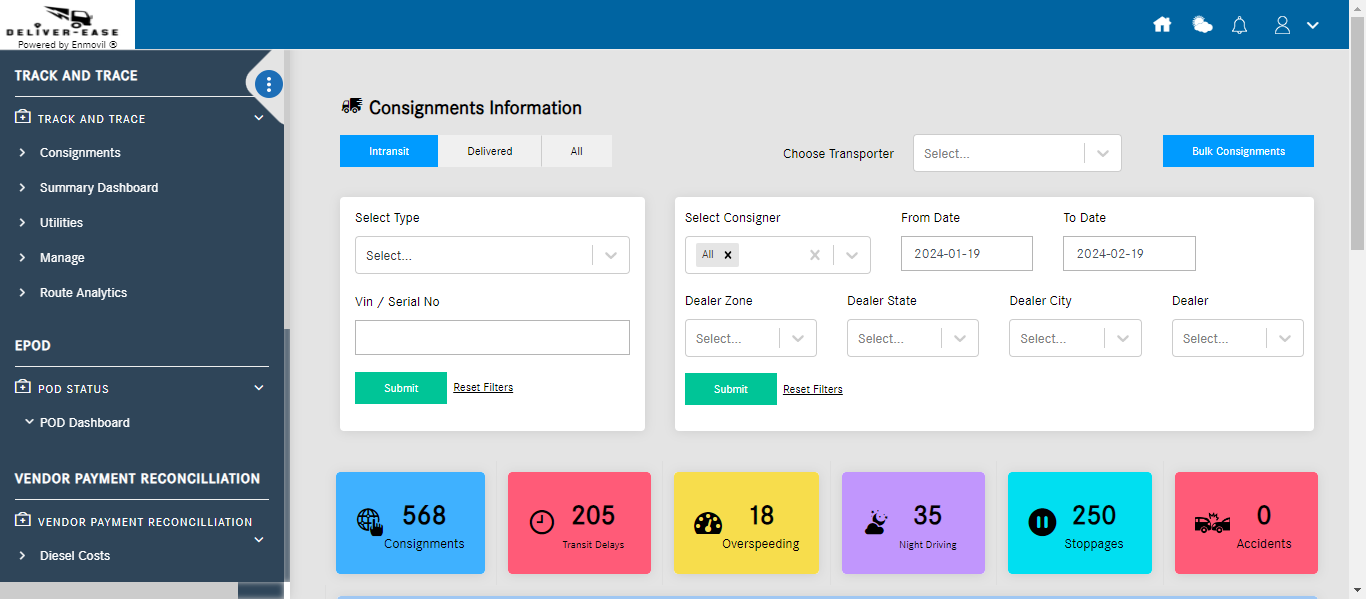 DELIVER-EASE
Powered by Enmovil ®
TRACK AND TRACE
TRACK AND TRACE
Consignments
Summary Dashboard
Utilities
Manage
Route Analytics
EPOD
POD STATUS
POD Dashboard
VENDOR PAYMENT RECONCILLIATION
VENDOR PAYMENT RECONCILLIATION
Diesel Costs
Consignments Information
Intransit Delivered All
Choose Transporter Select... Bulk Consignments
Select Type
Select...
Vin / Serial No
Submit Reset Filters
Select Consigner From Date To Date
All 2024-01-19 2024-02-19
Dealer Zone Dealer State Dealer City Dealer
Select... Select... Select... Select...
Submit Reset Filters
568 205 18 35 250 0
Consignments Transit Delays Overspeeding Night Driving Stoppages Accidents